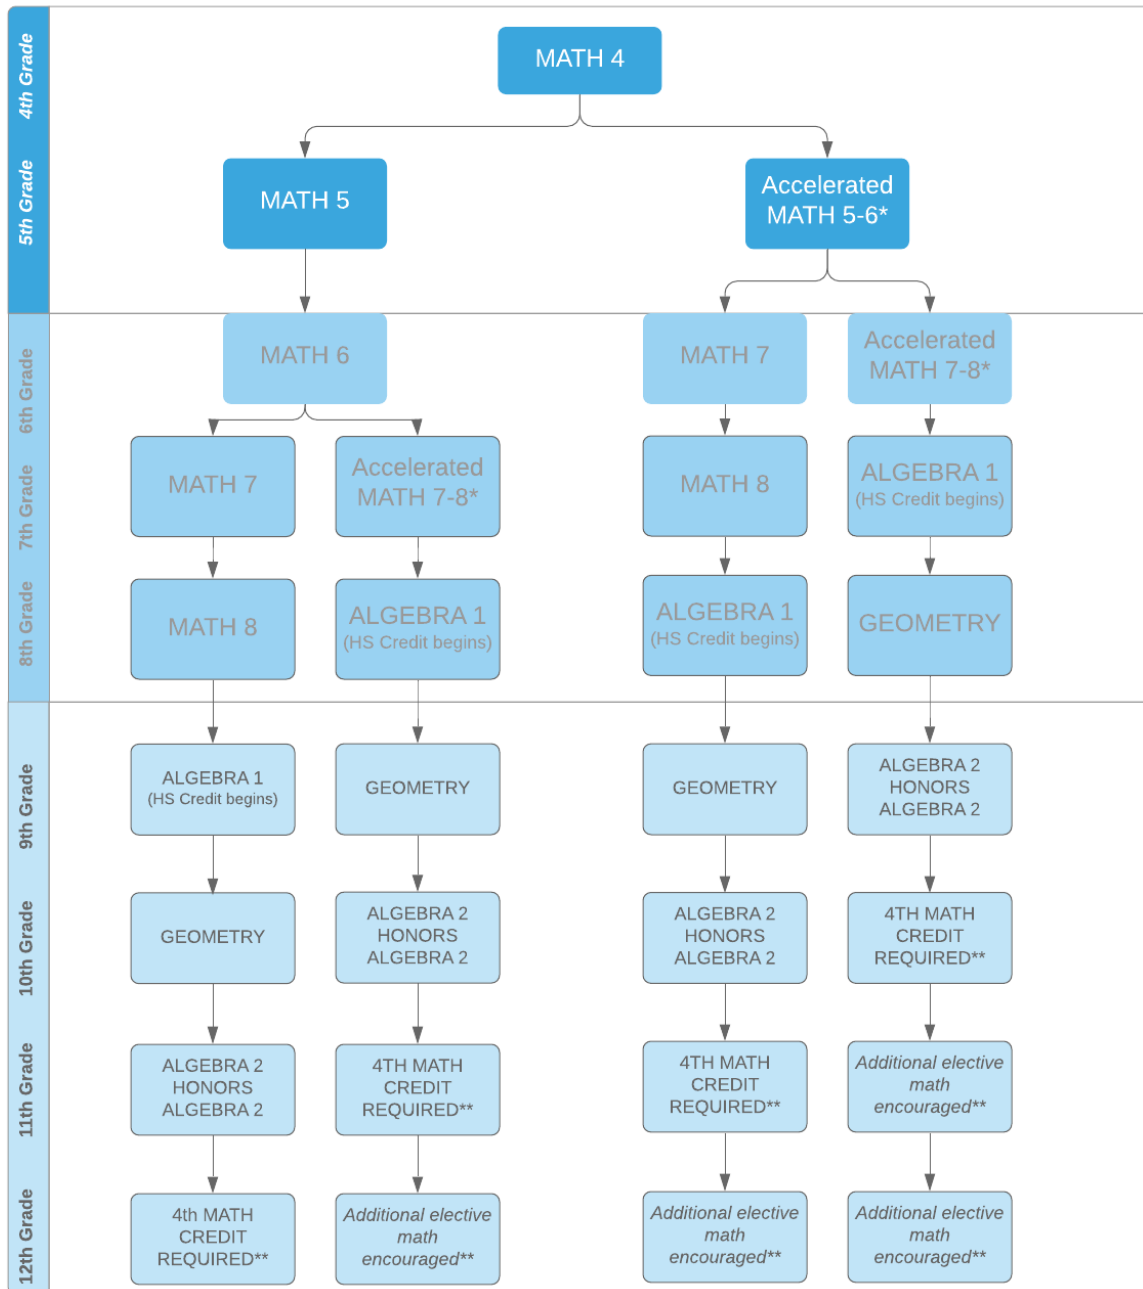 4th Grade
MATH 4
5th Grade
MATH 5
Accelerated
MATH 5-6*
6th Grade
MATH 6
MATH 7
Accelerated
MATH 7-8*
7th Grade
MATH 7
Accelerated
MATH 7-8*
MATH 8
ALGEBRA 1
(HS Credit begins)
8th Grade
MATH 8
ALGEBRA 1
(HS Credit begins)
ALGEBRA 1
(HS Credit begins)
GEOMETRY
9th Grade
ALGEBRA 1
(HS Credit begins)
GEOMETRY
GEOMETRY
ALGEBRA 2
HONORS
ALGEBRA 2
10th Grade
GEOMETRY
ALGEBRA 2
HONORS
ALGEBRA 2
ALGEBRA 2
HONORS
ALGEBRA 2
4TH MATH
CREDIT
REQUIRED**
11th Grade
ALGEBRA 2
HONORS
ALGEBRA 2
4TH MATH
CREDIT
REQUIRED**
4TH MATH
CREDIT
REQUIRED**
Additional elective
math
encouraged**
12th Grade
4th MATH
CREDIT
REQUIRED**
Additional elective
math
encouraged**
Additional elective
math
encouraged**
Additional elective
math
encouraged**